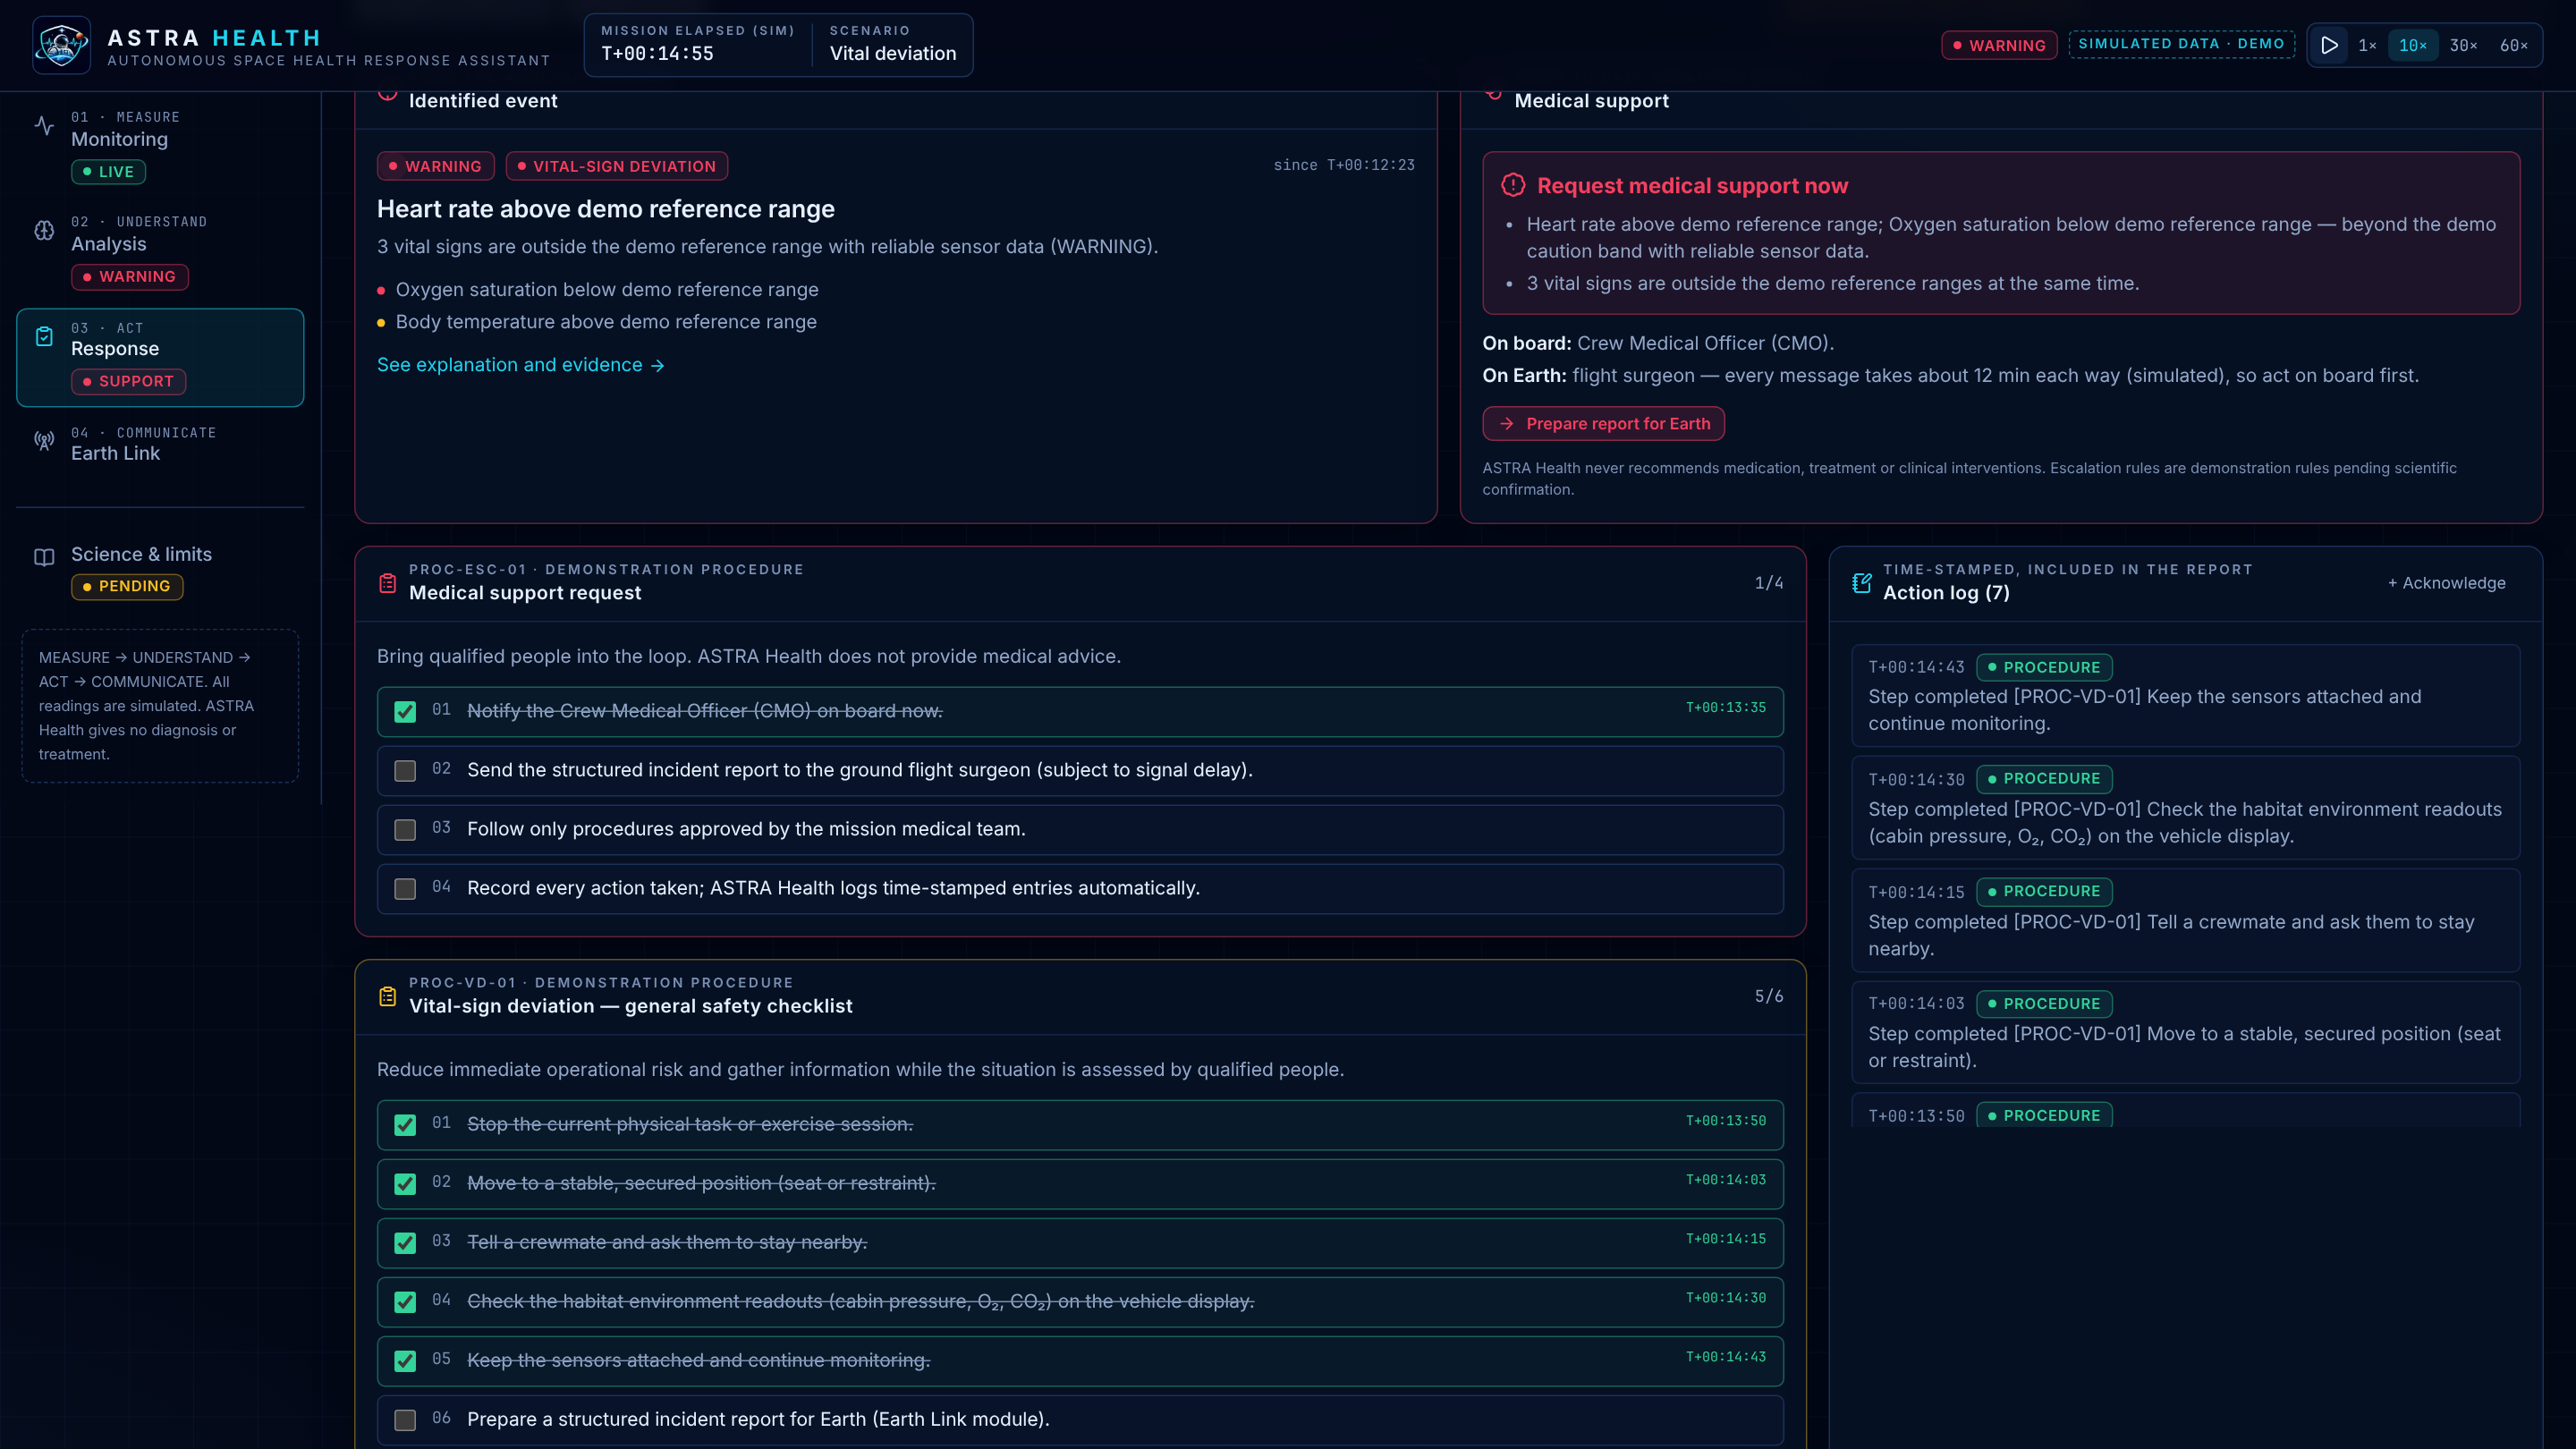 ASTRA HEALTH
AUTONOMOUS SPACE HEALTH RESPONSE ASSISTANT
MISSION ELAPSED (SIM)
T+00:14:55
SCENARIO
Vital deviation
WARNING
SIMULATED DATA · DEMO
1×
10×
30×
60×
01 · MEASURE
Monitoring
LIVE
02 · UNDERSTAND
Analysis
WARNING
03 · ACT
Response
SUPPORT
04 · COMMUNICATE
Earth Link
Science & limits
PENDING
MEASURE → UNDERSTAND →
ACT → COMMUNICATE. All
readings are simulated. ASTRA
Health gives no diagnosis or
treatment.
Identified event
WARNING
VITAL-SIGN DEVIATION
since T+00:12:23
Heart rate above demo reference range
3 vital signs are outside the demo reference range with reliable sensor data (WARNING).
Oxygen saturation below demo reference range
Body temperature above demo reference range
See explanation and evidence →
Medical support
Request medical support now
• Heart rate above demo reference range; Oxygen saturation below demo reference range — beyond the demo
caution band with reliable sensor data.
• 3 vital signs are outside the demo reference ranges at the same time.
On board: Crew Medical Officer (CMO).
On Earth: flight surgeon — every message takes about 12 min each way (simulated), so act on board first.
→ Prepare report for Earth
ASTRA Health never recommends medication, treatment or clinical interventions. Escalation rules are demonstration rules pending scientific
confirmation.
PROC-ESC-01 · DEMONSTRATION PROCEDURE
Medical support request
1/4
Bring qualified people into the loop. ASTRA Health does not provide medical advice.
01 Notify the Crew Medical Officer (CMO) on board now. T+00:13:35
02 Send the structured incident report to the ground flight surgeon (subject to signal delay).
03 Follow only procedures approved by the mission medical team.
04 Record every action taken; ASTRA Health logs time-stamped entries automatically.
PROC-VD-01 · DEMONSTRATION PROCEDURE
Vital-sign deviation — general safety checklist
5/6
Reduce immediate operational risk and gather information while the situation is assessed by qualified people.
01 Stop the current physical task or exercise session. T+00:13:50
02 Move to a stable, secured position (seat or restraint). T+00:14:03
03 Tell a crewmate and ask them to stay nearby. T+00:14:15
04 Check the habitat environment readouts (cabin pressure, O₂, CO₂) on the vehicle display. T+00:14:30
05 Keep the sensors attached and continue monitoring. T+00:14:43
06 Prepare a structured incident report for Earth (Earth Link module).
TIME-STAMPED, INCLUDED IN THE REPORT
Action log (7)
+ Acknowledge
T+00:14:43 PROCEDURE
Step completed [PROC-VD-01] Keep the sensors attached and
continue monitoring.
T+00:14:30 PROCEDURE
Step completed [PROC-VD-01] Check the habitat environment readouts
(cabin pressure, O₂, CO₂) on the vehicle display.
T+00:14:15 PROCEDURE
Step completed [PROC-VD-01] Tell a crewmate and ask them to stay
nearby.
T+00:14:03 PROCEDURE
Step completed [PROC-VD-01] Move to a stable, secured position (seat
or restraint).
T+00:13:50 PROCEDURE